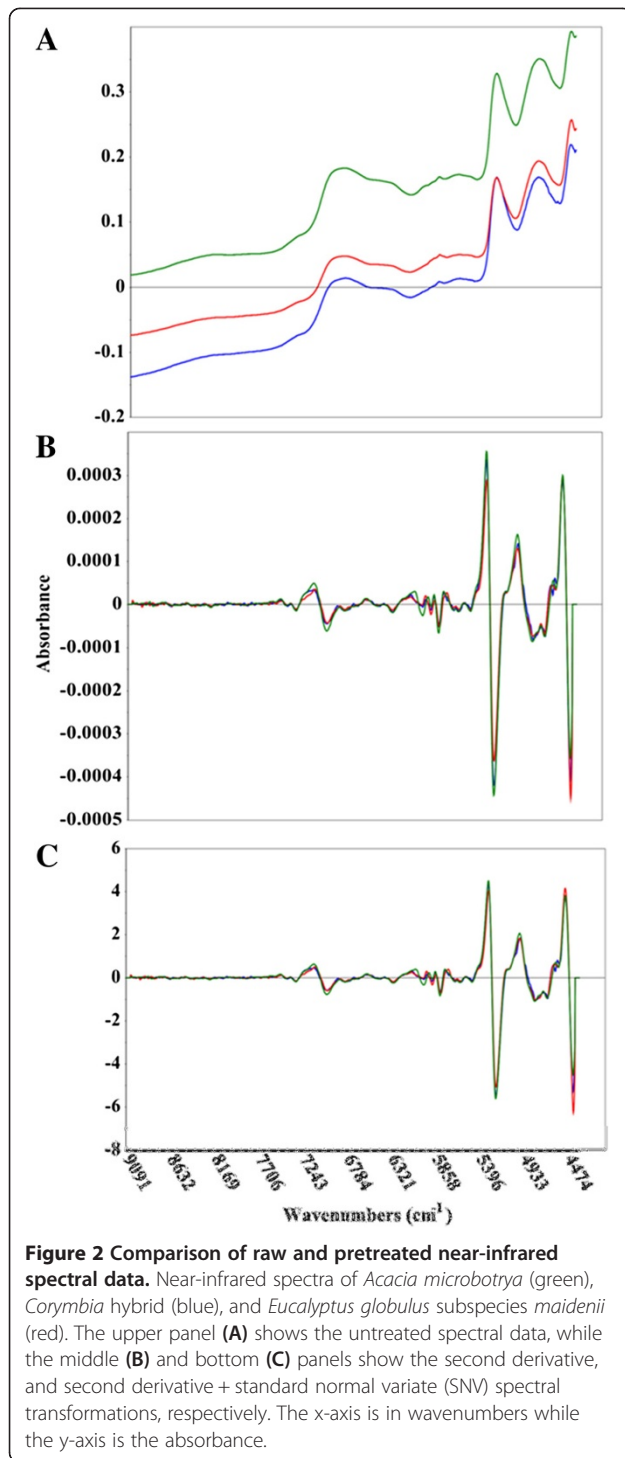 A
0.3
0.2
0.1
0
-0.1
-0.2
B
0.0003
0.0002
0.0001
0
-0.0001
-0.0002
-0.0003
-0.0004
-0.0005
Absorbance
C
6
4
2
0
-2
-4
-6
-8
9091 8632 8169 7706 7243 6784 6321 5858 5396 4933 4474
Wavenumbers (cm¹)
Figure 2 Comparison of raw and pretreated near-infrared
spectral data. Near-infrared spectra of Acacia microbotrya (green),
Corymbia hybrid (blue), and Eucalyptus globulus subspecies maidenii
(red). The upper panel (A) shows the untreated spectral data, while
the middle (B) and bottom (C) panels show the second derivative,
and second derivative + standard normal variate (SNV) spectral
transformations, respectively. The x-axis is in wavenumbers while
the y-axis is the absorbance.